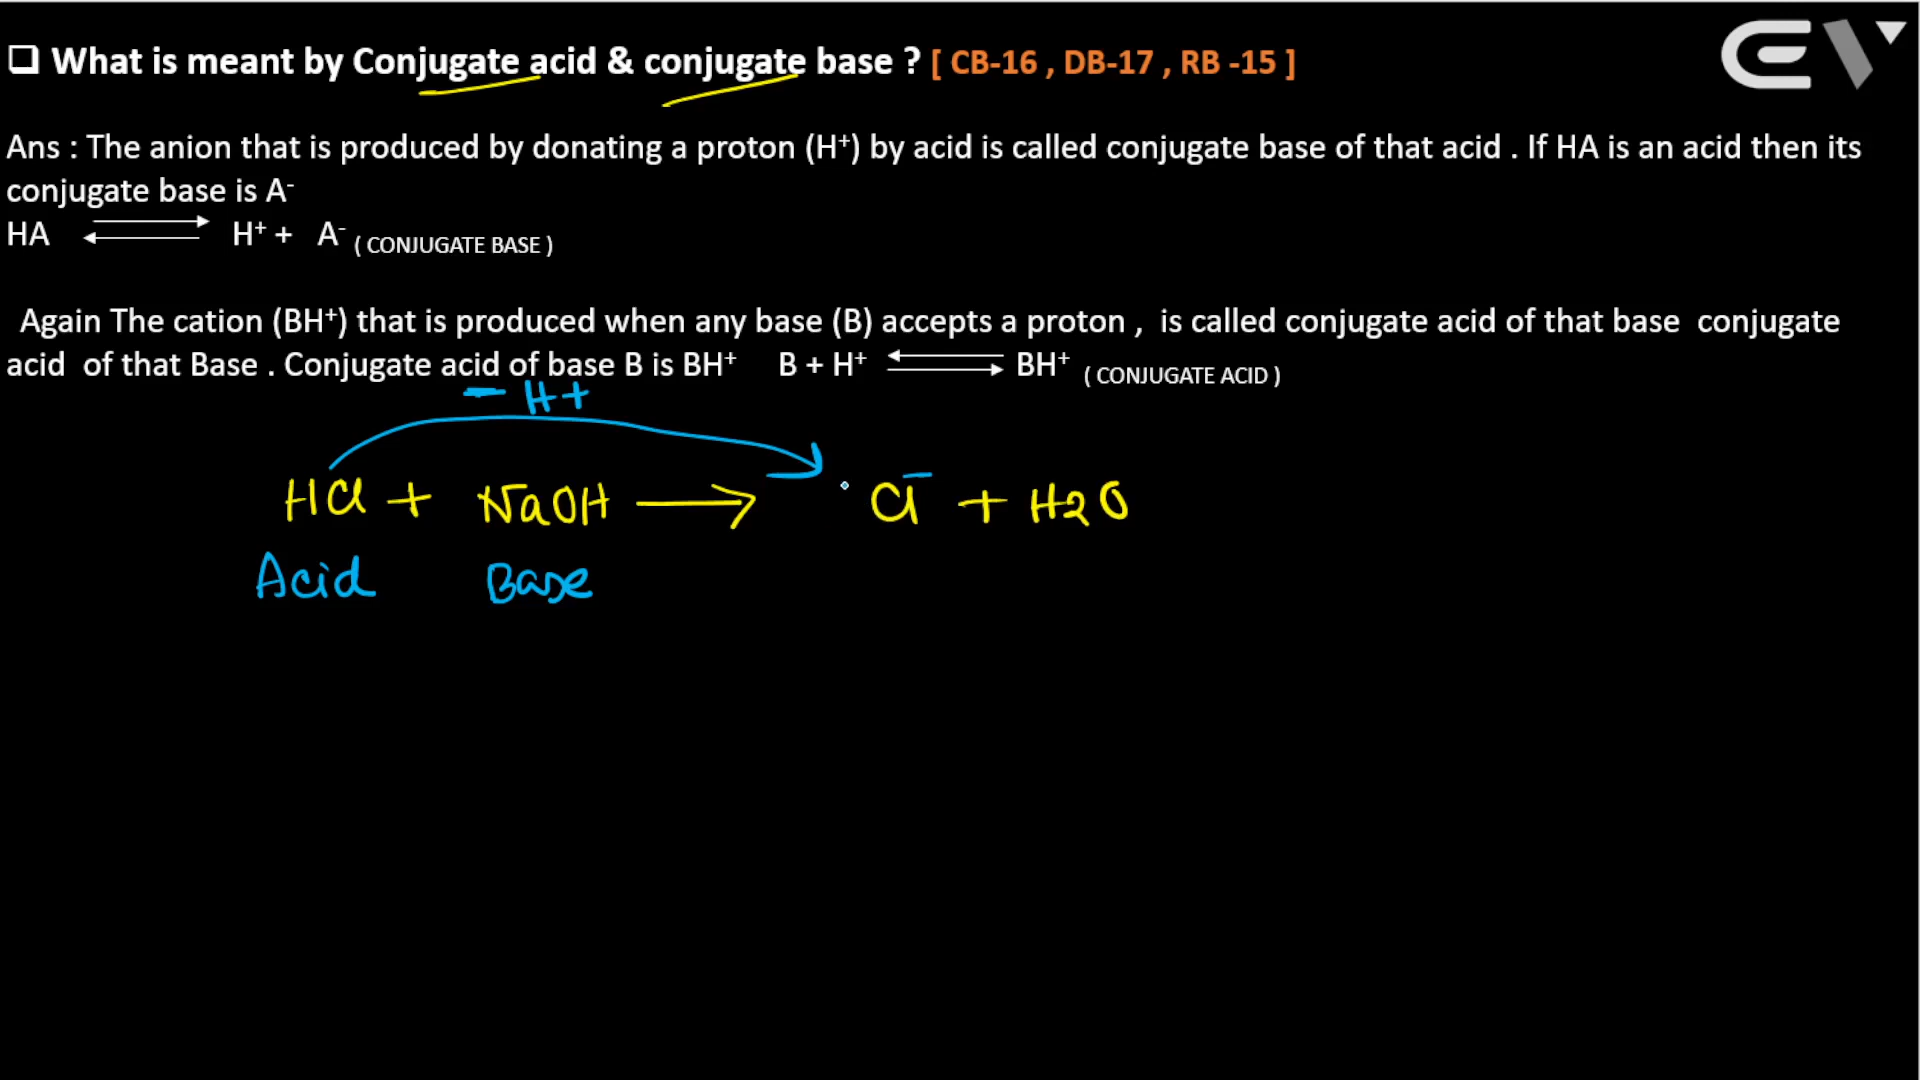 ❑ What is meant by Conjugate acid & conjugate base ? [ CB-16 , DB-17 , RB -15 ]
EV
Ans : The anion that is produced by donating a proton (H⁺) by acid is called conjugate base of that acid . If HA is an acid then its
conjugate base is A⁻
HA ⇌ H⁺ + A⁻ ( CONJUGATE BASE )
Again The cation (BH⁺) that is produced when any base (B) accepts a proton , is called conjugate acid of that base conjugate
acid of that Base . Conjugate acid of base B is BH⁺ B + H⁺ ⇌ BH⁺ ( CONJUGATE ACID )
- H+
HCl + NaOH → Cl⁻ + H2O
Acid Base